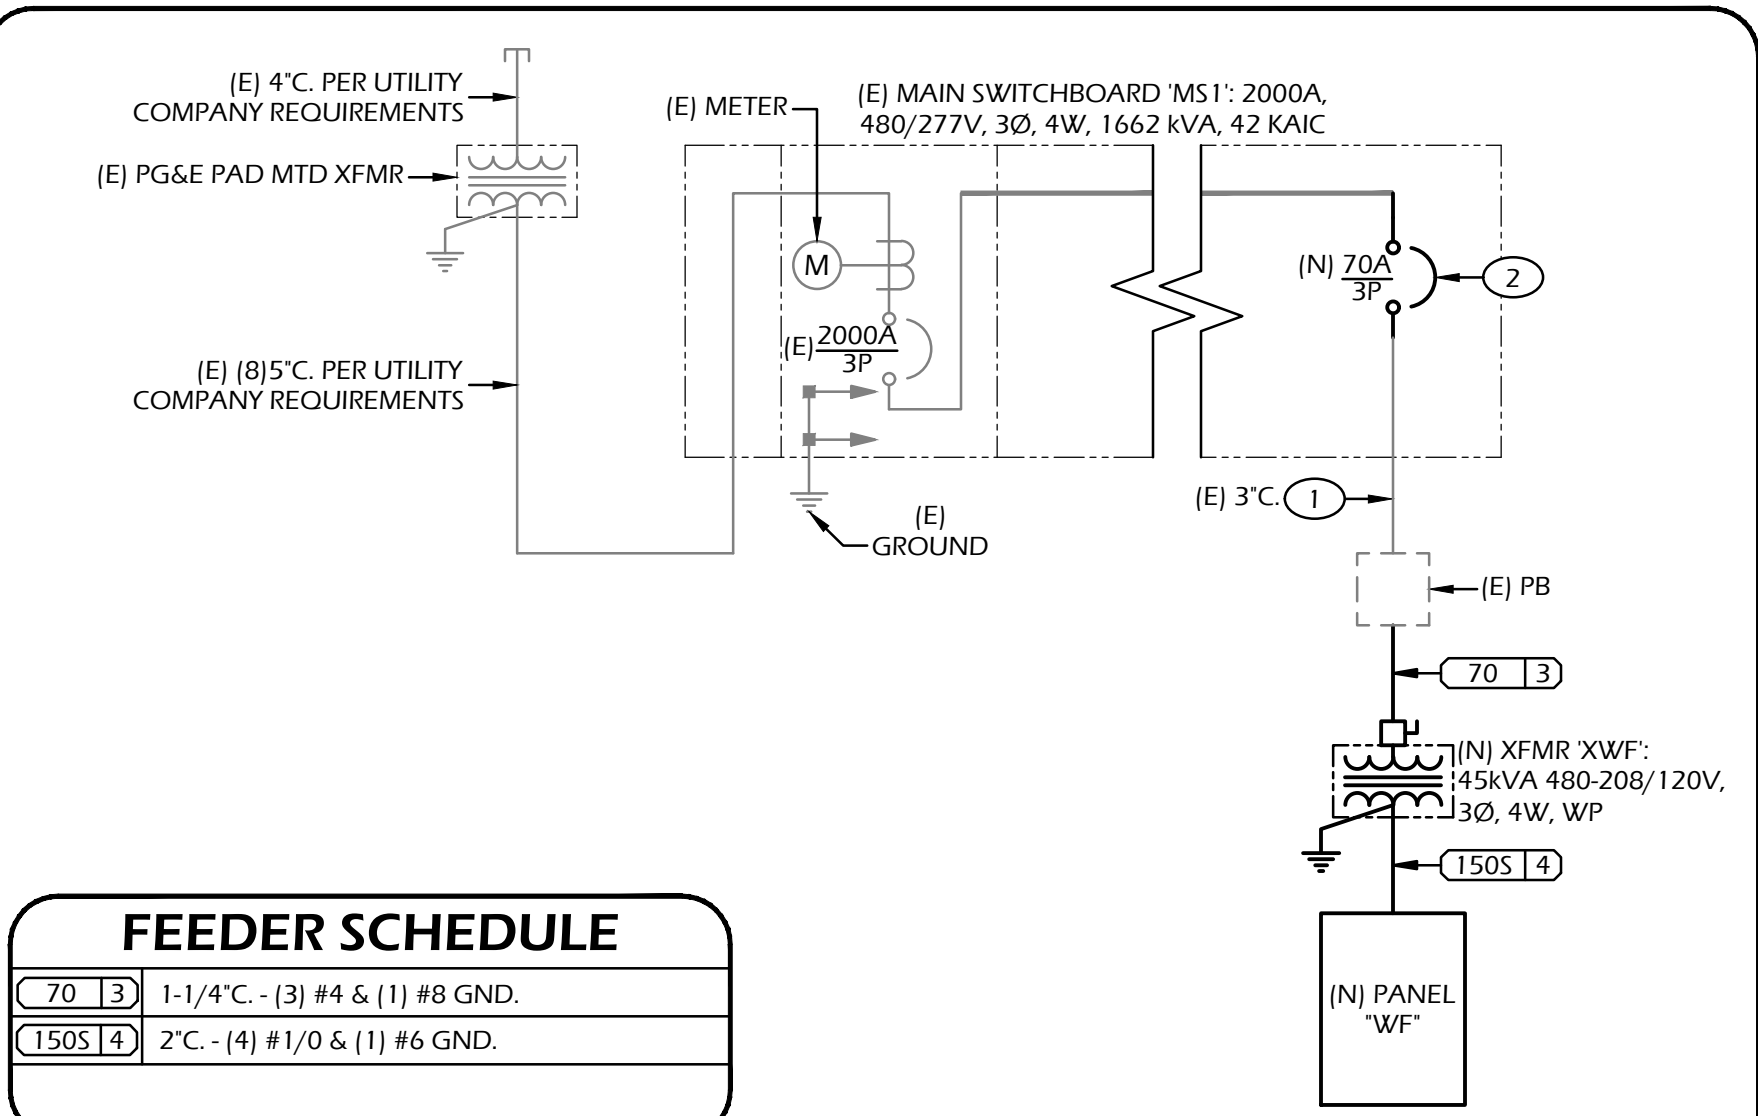 (E) 4"C. PER UTILITY
COMPANY REQUIREMENTS
(E) PG&E PAD MTD XFMR
(E) (8)5"C. PER UTILITY
COMPANY REQUIREMENTS
(E) METER
(E) MAIN SWITCHBOARD 'MS1': 2000A,
480/277V, 3Ø, 4W, 1662 kVA, 42 KAIC
M
(E) 2000A
3P
(E)
GROUND
(N) 70A
3P
2
(E) 3"C. 1
(E) PB
70 3
(N) XFMR 'XWF':
45kVA 480-208/120V,
3Ø, 4W, WP
150S 4
(N) PANEL
"WF"
FEEDER SCHEDULE
70 3 1-1/4"C. - (3) #4 & (1) #8 GND.
150S 4 2"C. - (4) #1/0 & (1) #6 GND.